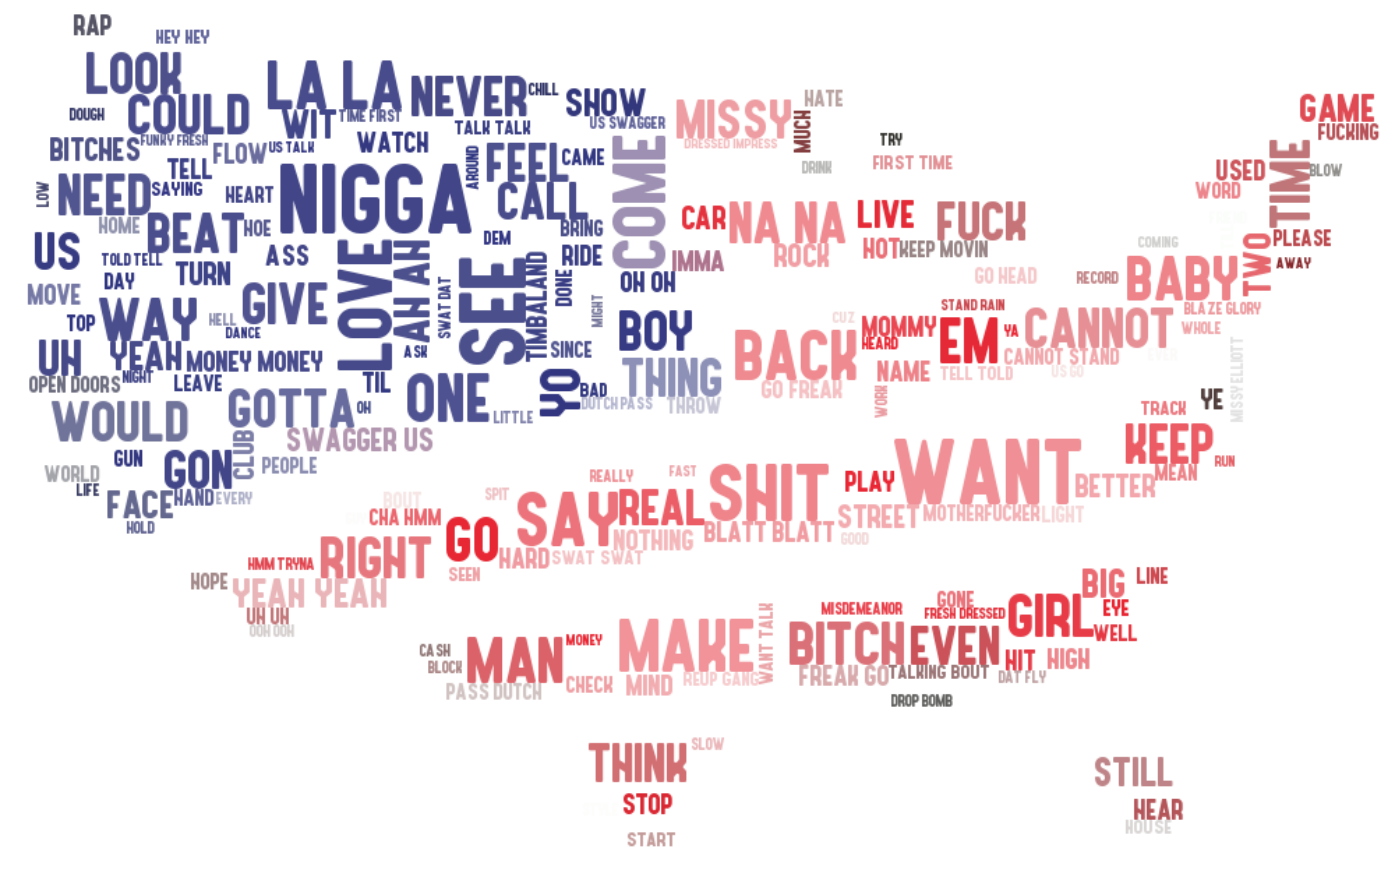 RAP
HEY HEY
LOOK
LA LA
NEVER
CHILL
SHOW
MISSY
HATE
GAME
DOUGH
COULD
WIT
TIME FIRST
TALK TALK
US SWAGGER
MUCH
FUCKING
BITCHES
FUNKY FRESH
FLOW
US TALK
WATCH
AROUND
FEEL
CAME
COME
DRESSED IMPRESS
TRY
TIME
TELL
NIGGA
DRINK
FIRST TIME
USED
BLOW
LOW
NEED
SAYING
HEART
CALL
WORD
HOME
BEAT
HOE
DEM
BRING
CAR
NA NA
LIVE
FUCK
US
TOLD TELL
ASS
LOVE
AH AH
SEE
TIMBALAND
RIDE
IMMA
ROCK
HOT
KEEP MOVIN
COMING
TWO
PLEASE
DAY
TURN
SWAT DAT
DONE
OH OH
GO HEAD
RECORD
BABY
AWAY
MOVE
WAY
GIVE
MIGHT
STAND RAIN
BLAZE GLORY
TOP
HELL
DANCE
BOY
CUZ
MOMMY
EM
YA
CANNOT
WHOLE
UH
YEAH
MONEY MONEY
ASK
SINCE
BACK
HEARD
CANNOT STAND
OPEN DOORS
NIGHT
LEAVE
TIL
ONE
YO
BAD
THING
GO FREAK
NAME
TELL TOLD
US GO
MISSY ELLIOTT
WOULD
GOTTA
OH
LITTLE
DUTCH PASS
THROW
WORK
TRACK
YE
CLUB
SWAGGER US
WANT
KEEP
GUN
GON
PEOPLE
REALLY
FAST
SHIT
PLAY
RUN
WORLD
MEAN
LIFE
FACE
HAND
EVERY
BOUT
SPIT
SAY
REAL
BETTER
HOLD
CHA HMM
GO
NOTHING
BLATT BLATT
STREET
MOTHERFUCKER
LIGHT
HMM TRYNA
RIGHT
HARD
SWAT SWAT
GOOD
HOPE
YEAH YEAH
SEEN
BIG
LINE
UH UH
OOH OOH
WANT TALK
MISDEMEANOR
GONE
FRESH DRESSED
GIRL
EYE
CASH
MAN
MONEY
MAKE
BITCH
EVEN
WELL
BLOCK
HIT
HIGH
PASS DUTCH
CHECK
MIND
REUP GANG
FREAK GO
TALKING BOUT
DAT FLY
DROP BOMB
THINK
SLOW
STILL
STOP
HEAR
START
HOUSE